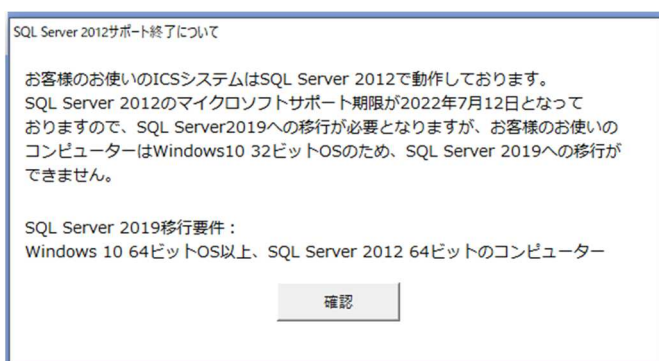 SQL Server 2012サポート終了について
お客様のお使いのICSシステムはSQL Server 2012で動作しております。
SQL Server 2012のマイクロソフトサポート期限が2022年7月12日となって
おりますので、SQL Server2019への移行が必要となりますが、お客様のお使いの
コンピューターはWindows10 32ビットOSのため、SQL Server 2019への移行が
できません。
SQL Server 2019移行要件：
Windows 10 64ビットOS以上、SQL Server 2012 64ビットのコンピューター
確認